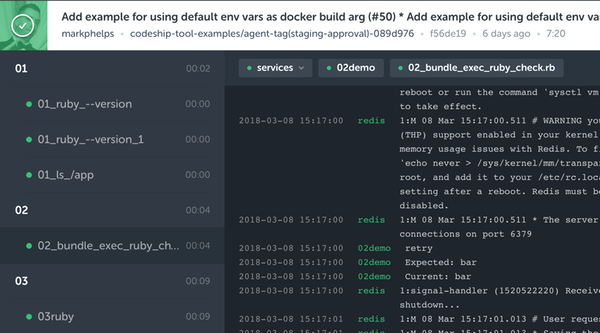 Add example for using default env vars as docker build arg (#50) * Add example for using default env va
markphelps • codeship-tool-examples/agent-tag(staging-approval)-089d976 • f56de19 • 6 days ago • 7:20
01 00:02
01_ruby_--version 00:00
01_ruby_--version_1 00:00
01_ls_/app 00:00
02 00:04
02_bundle_exec_ruby_ch... 00:04
03 00:09
03ruby 00:09
services 02demo 02_bundle_exec_ruby_check.rb
reboot or run the command 'sysctl vm
to take effect.
2018-03-08 15:17:00 redis 1:M 08 Mar 15:17:00.511 # WARNING you
(THP) support enabled in your kernel
memory usage issues with Redis. To fi
'echo never > /sys/kernel/mm/transpar
root, and add it to your /etc/rc.loca
setting after a reboot. Redis must be
disabled.
2018-03-08 15:17:00 redis 1:M 08 Mar 15:17:00.511 * The server
connections on port 6379
2018-03-08 15:17:00 02demo retry
2018-03-08 15:17:00 02demo Expected: bar
2018-03-08 15:17:00 02demo Current: bar
2018-03-08 15:17:00 redis 1:signal-handler (1520522220) Receive
shutdown...
2018-03-08 15:17:01 redis 1:M 08 Mar 15:17:01.013 # User reque